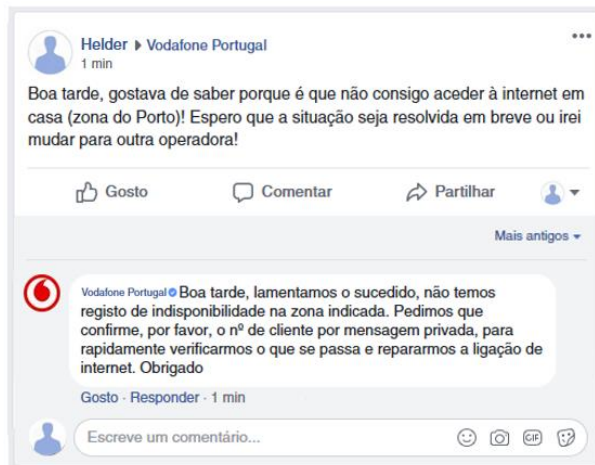 Helder ▸ Vodafone Portugal
1 min
Boa tarde, gostava de saber porque é que não consigo aceder à internet em
casa (zona do Porto)! Espero que a situação seja resolvida em breve ou irei
mudar para outra operadora!
Gosto Comentar Partilhar
Mais antigos
Vodafone Portugal Boa tarde, lamentamos o sucedido, não temos
registo de indisponibilidade na zona indicada. Pedimos que
confirme, por favor, o nº de cliente por mensagem privada, para
rapidamente verificarmos o que se passa e repararmos a ligação de
internet. Obrigado
Gosto · Responder · 1 min
Escreve um comentário... GIF